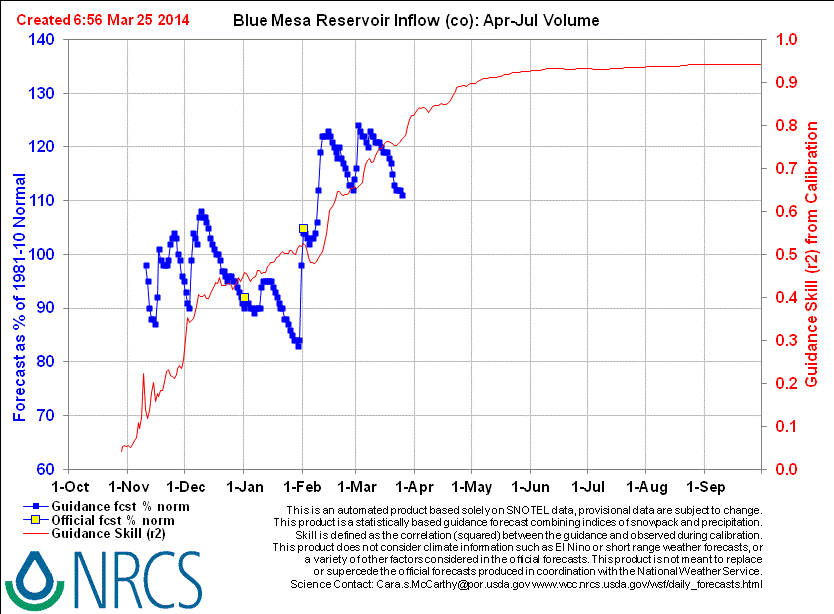 Created 6:56 Mar 25 2014
Blue Mesa Reservoir Inflow (co): Apr-Jul Volume
Forecast as % of 1981-10 Normal
140
130
120
110
100
90
80
70
60
1.0
0.9
0.8
0.7
0.6
0.5
0.4
0.3
0.2
0.1
0.0
Guidance Skill (r2) from Calibration
1-Oct 1-Nov 1-Dec 1-Jan 1-Feb 1-Mar 1-Apr 1-May 1-Jun 1-Jul 1-Aug 1-Sep
Guidance fcst % norm
Official fcst % norm
Guidance Skill (r2)
This is an automated product based solely on SNOTEL data, provisional data are subject to change.
This product is a statistically based guidance forecast combining indices of snowpack and precipitation.
Skill is defined as the correlation (squared) between the guidance and observed during calibration.
This product does not consider climate information such as El Nino or short range weather forecasts, or
a variety of other factors considered in the official forecasts. This product is not meant to replace
or supercede the official forecasts produced in coordination with the National Weather Service.
Science Contact: Cara.s.McCarthy@por.usda.gov www.wcc.nrcs.usda.gov/wsf/daily_forecasts.html
NRCS